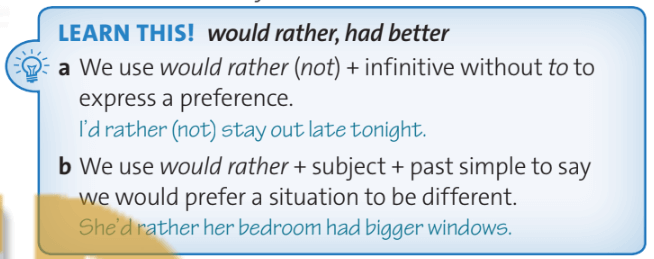 LEARN THIS! would rather, had better
a We use would rather (not) + infinitive without to to
express a preference.
I'd rather (not) stay out late tonight.
b We use would rather + subject + past simple to say
we would prefer a situation to be different.
She'd rather her bedroom had bigger windows.